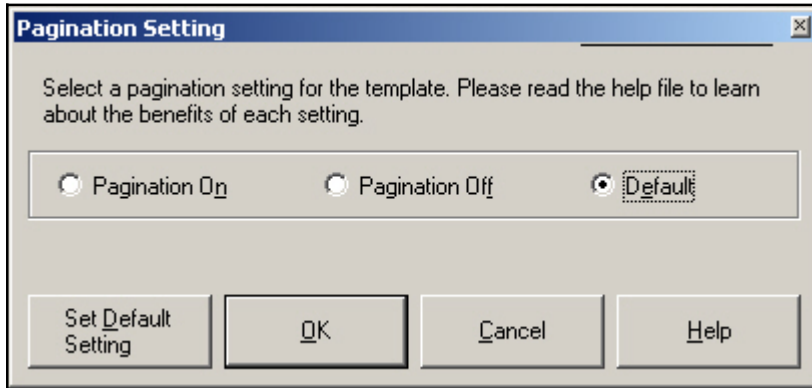 Pagination Setting
Select a pagination setting for the template. Please read the help file to learn
about the benefits of each setting.
Pagination On Pagination Off Default
Set Default
Setting
OK Cancel Help